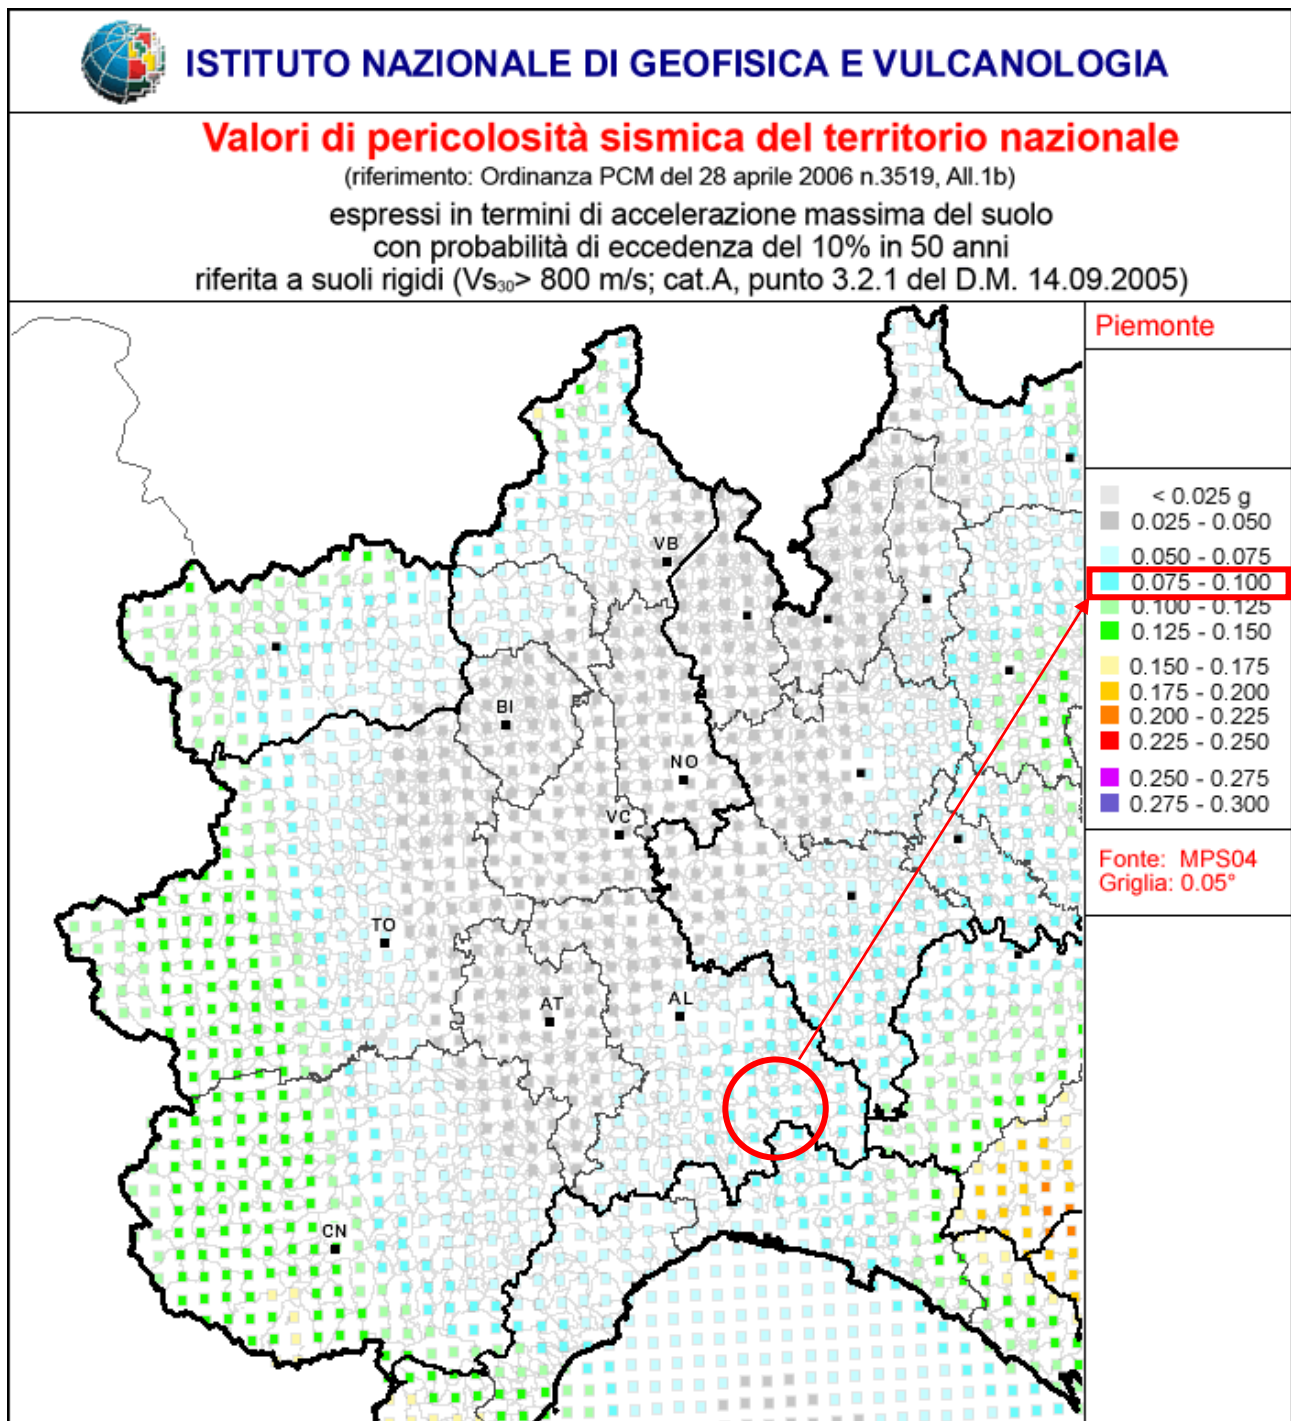 ISTITUTO NAZIONALE DI GEOFISICA E VULCANOLOGIA
Valori di pericolosità sismica del territorio nazionale
(riferimento: Ordinanza PCM del 28 aprile 2006 n.3519, All.1b)
espressi in termini di accelerazione massima del suolo
con probabilità di eccedenza del 10% in 50 anni
riferita a suoli rigidi (Vs30> 800 m/s; cat.A, punto 3.2.1 del D.M. 14.09.2005)
Piemonte
< 0.025 g
0.025 - 0.050
0.050 - 0.075
0.075 - 0.100
0.100 - 0.125
0.125 - 0.150
0.150 - 0.175
0.175 - 0.200
0.200 - 0.225
0.225 - 0.250
0.250 - 0.275
0.275 - 0.300
Fonte: MPS04
Griglia: 0.05°
VB
BI
NO
VC
TO
AT
AL
CN